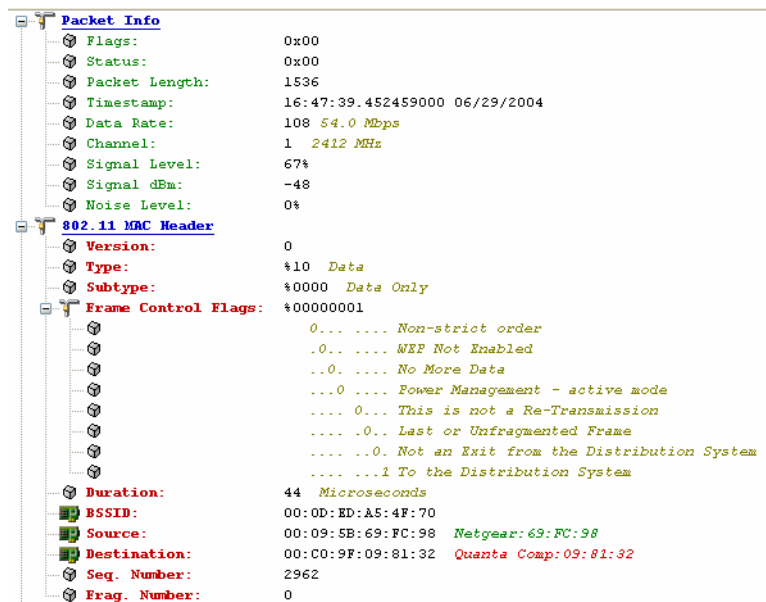 Packet Info
Flags: 0x00
Status: 0x00
Packet Length: 1536
Timestamp: 16:47:39.452459000 06/29/2004
Data Rate: 108 54.0 Mbps
Channel: 1 2412 MHz
Signal Level: 67%
Signal dBm: -48
Noise Level: 0%
802.11 MAC Header
Version: 0
Type: %10 Data
Subtype: %0000 Data Only
Frame Control Flags: %00000001
0... .... Non-strict order
.0.. .... WEP Not Enabled
..0. .... No More Data
...0 .... Power Management - active mode
.... 0... This is not a Re-Transmission
.... .0.. Last or Unfragmented Frame
.... ..0. Not an Exit from the Distribution System
.... ...1 To the Distribution System
Duration: 44 Microseconds
BSSID: 00:0D:ED:A5:4F:70
Source: 00:09:5B:69:FC:98 Netgear:69:FC:98
Destination: 00:C0:9F:09:81:32 Quanta Comp:09:81:32
Seq. Number: 2962
Frag. Number: 0